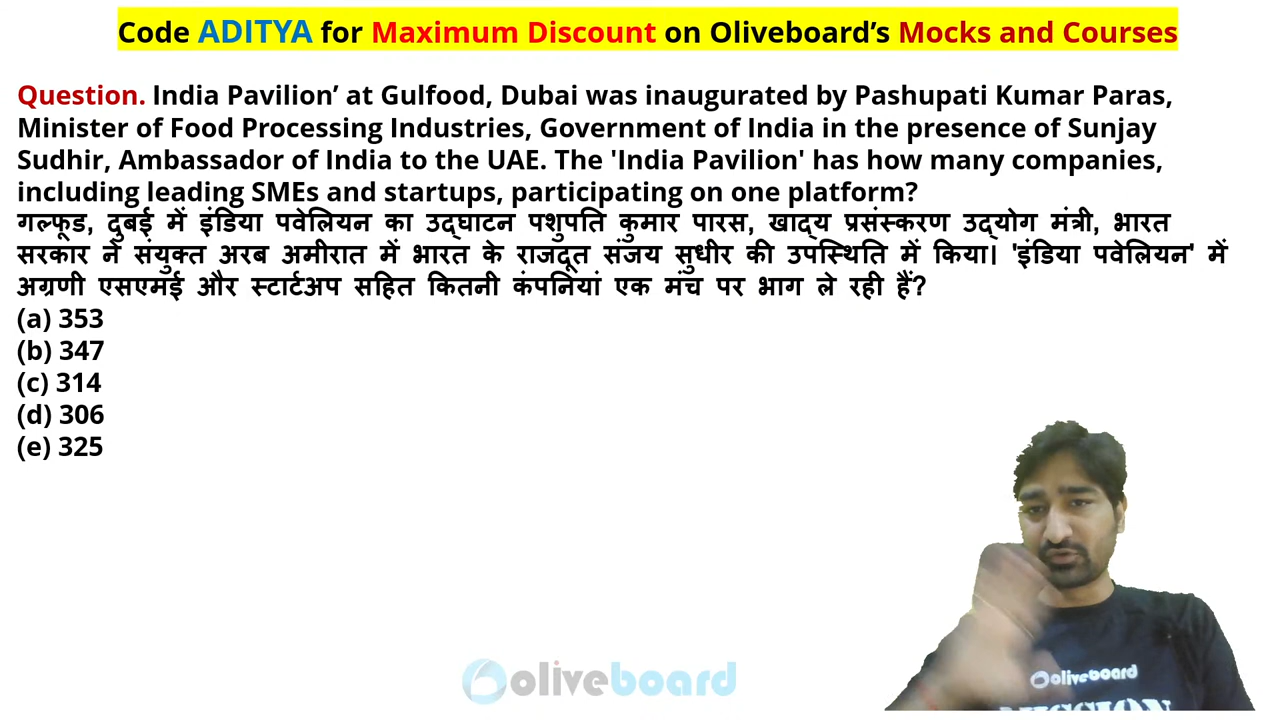 Code ADITYA for Maximum Discount on Oliveboard’s Mocks and Courses
Question. India Pavilion’ at Gulfood, Dubai was inaugurated by Pashupati Kumar Paras,
Minister of Food Processing Industries, Government of India in the presence of Sunjay
Sudhir, Ambassador of India to the UAE. The 'India Pavilion' has how many companies,
including leading SMEs and startups, participating on one platform?
गल्फूड, दुबई में इंडिया पवेलियन का उद्घाटन पशुपति कुमार पारस, खाद्य प्रसंस्करण उद्योग मंत्री, भारत
सरकार ने संयुक्त अरब अमीरात में भारत के राजदूत संजय सुधीर की उपस्थिति में किया। 'इंडिया पवेलियन' में
अग्रणी एसएमई और स्टार्टअप सहित कितनी कंपनियां एक मंच पर भाग ले रही हैं?
(a) 353
(b) 347
(c) 314
(d) 306
(e) 325
oliveboard
oliveboard